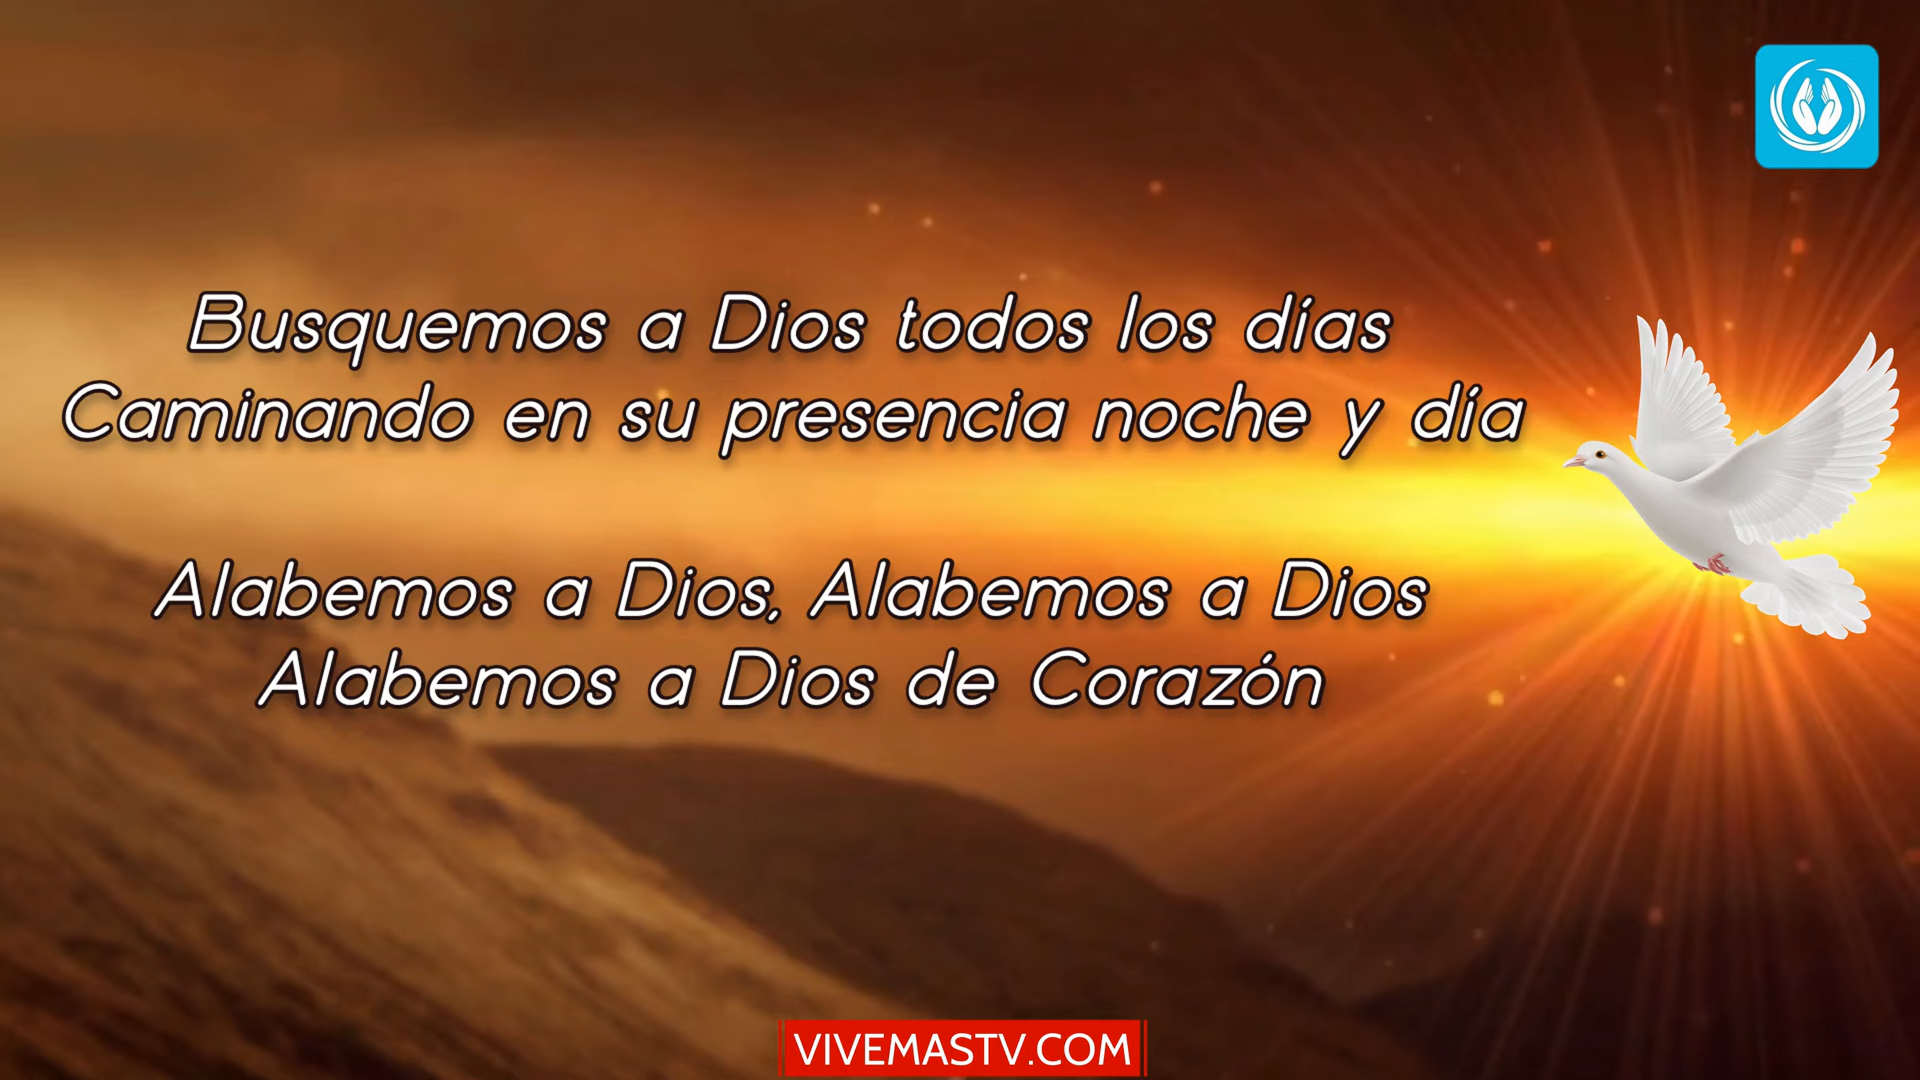 Busquemos a Dios todos los días
Caminando en su presencia noche y día
Alabemos a Dios, Alabemos a Dios
Alabemos a Dios de Corazón
VIVEMASTV.COM